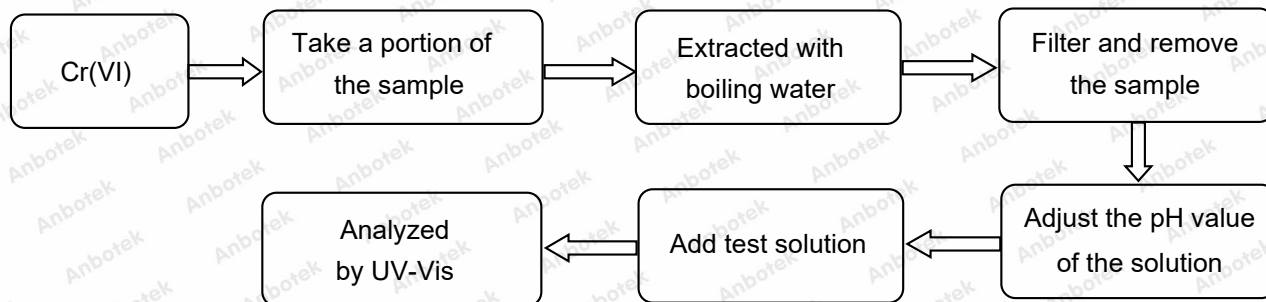 Cr(VI)
Take a portion of
the sample
Extracted with
boiling water
Filter and remove
the sample
Adjust the pH value
of the solution
Add test solution
Analyzed
by UV-Vis
Anbotek